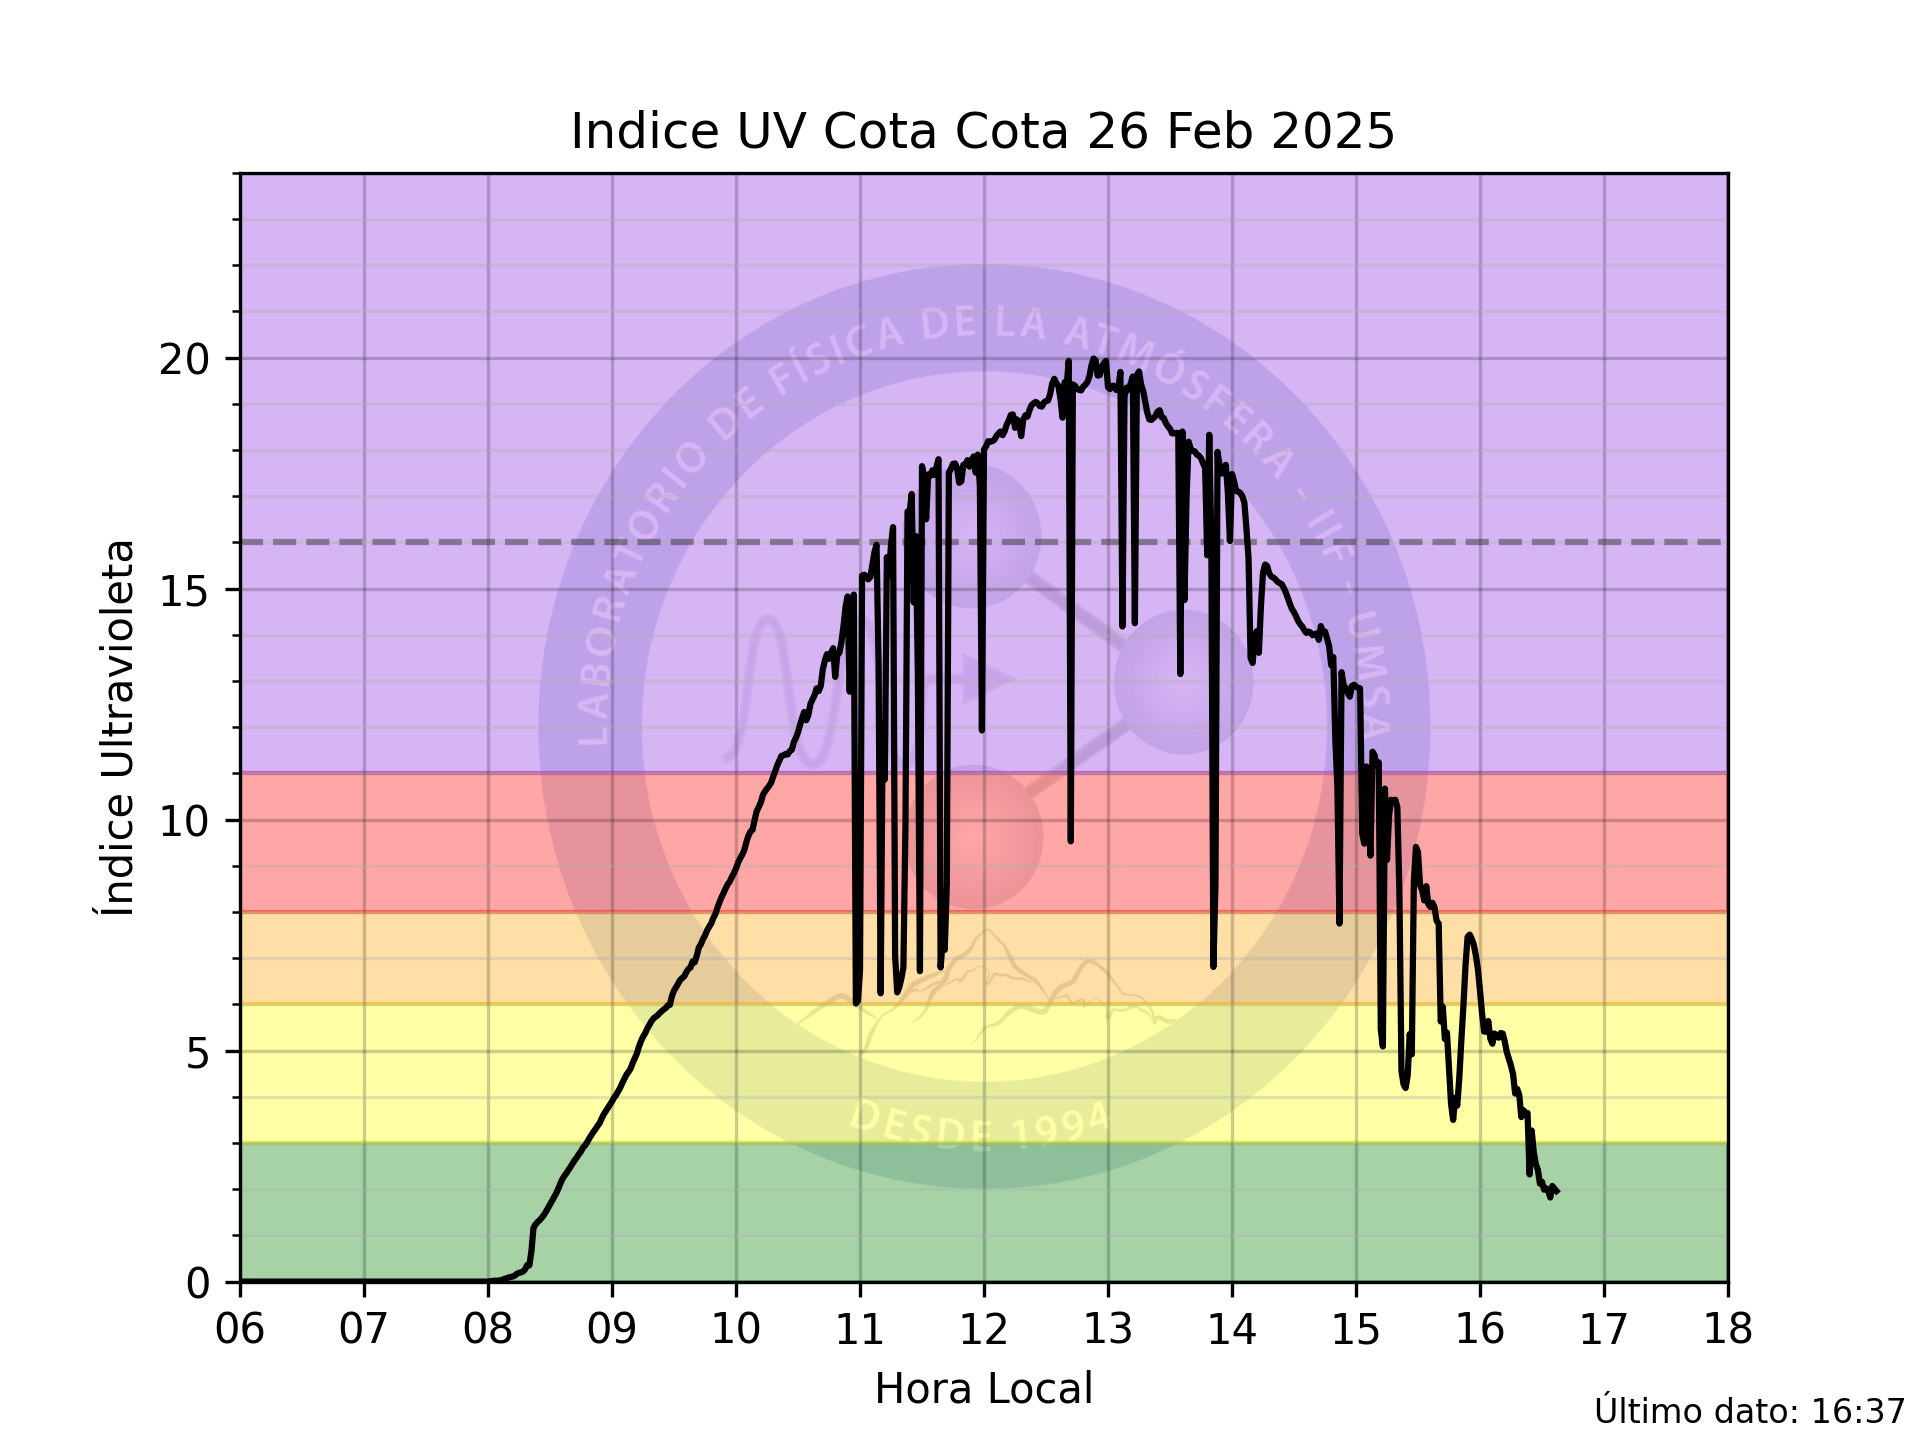 Indice UV Cota Cota 26 Feb 2025
LABORATORIO DE FÍSICA DE LA ATMÓSFERA - IIF - UMSA
DESDE 1994
Índice Ultravioleta
20
15
10
5
0
06 07 08 09 10 11 12 13 14 15 16 17 18
Hora Local
Último dato: 16:37